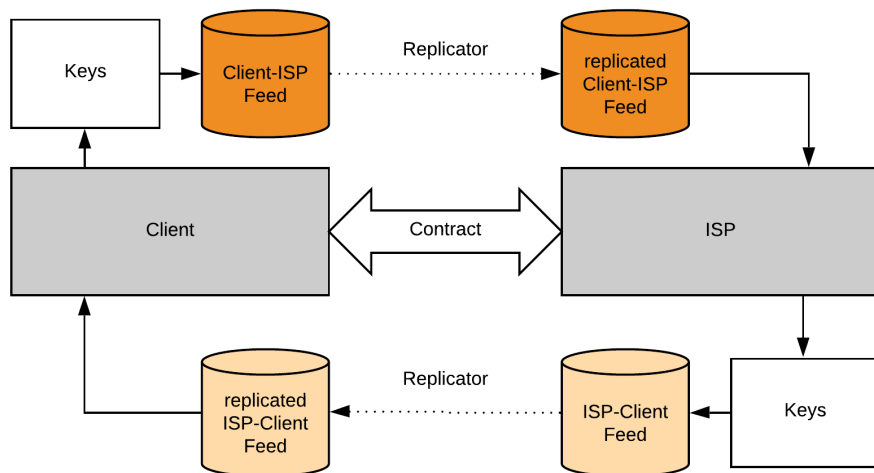 Keys
Client-ISP
Feed
Replicator
replicated
Client-ISP
Feed
Client
Contract
ISP
replicated
ISP-Client
Feed
Replicator
ISP-Client
Feed
Keys